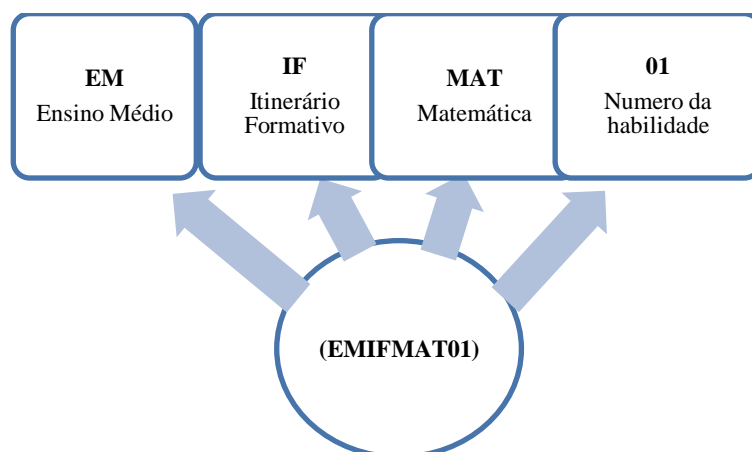 EM
Ensino Médio
IF
Itinerário
Formativo
MAT
Matemática
01
Numero da
habilidade
(EMIFMAT01)